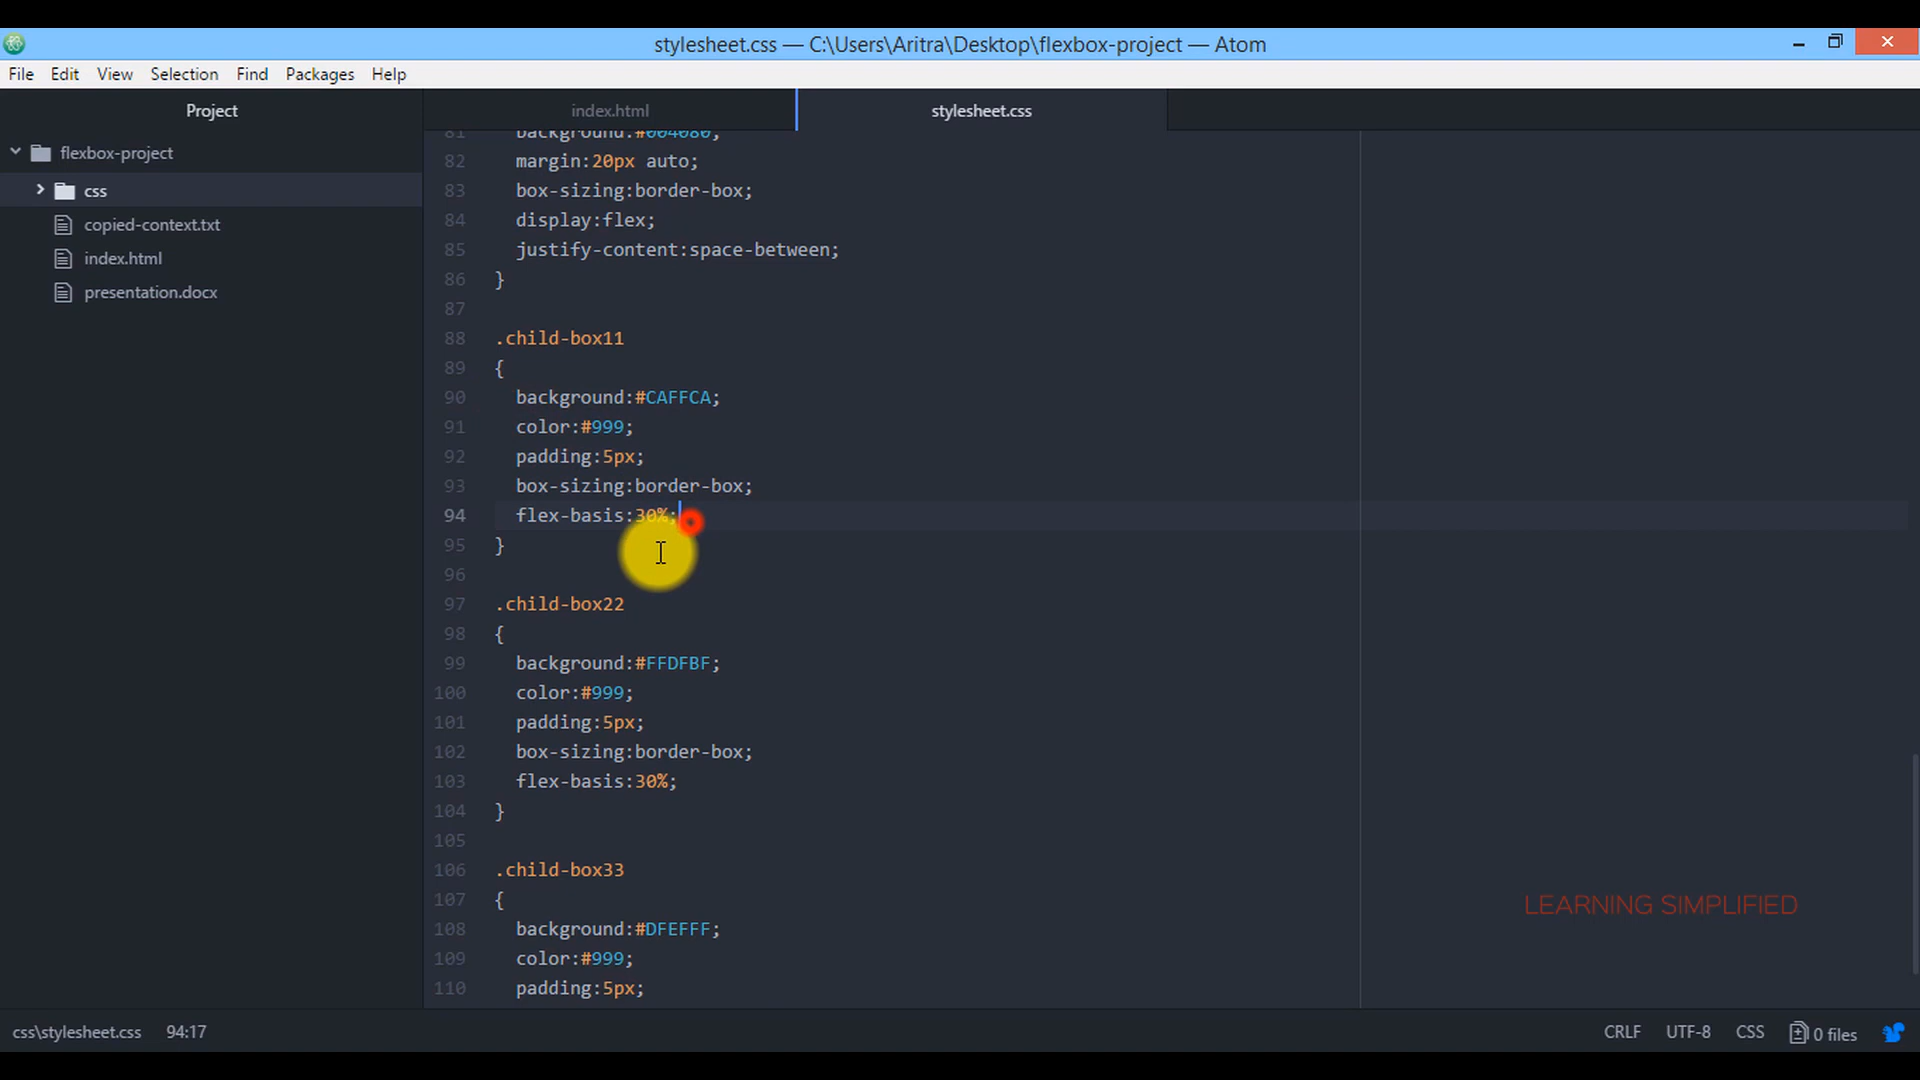 stylesheet.css — C:\Users\Aritra\Desktop\flexbox-project — Atom
File Edit View Selection Find Packages Help
Project
index.html
stylesheet.css
flexbox-project
css
copied-context.txt
index.html
presentation.docx
81 background:#004080;
82 margin:20px auto;
83 box-sizing:border-box;
84 display:flex;
85 justify-content:space-between;
86 }
87
88 .child-box11
89 {
90 background:#CAFFCA;
91 color:#999;
92 padding:5px;
93 box-sizing:border-box;
94 flex-basis:30%;
95 }
96
97 .child-box22
98 {
99 background:#FFDFBF;
100 color:#999;
101 padding:5px;
102 box-sizing:border-box;
103 flex-basis:30%;
104 }
105
106 .child-box33
107 {
108 background:#DFEFFF;
109 color:#999;
110 padding:5px;
LEARNING SIMPLIFIED
css\stylesheet.css 94:17 CRLF UTF-8 CSS 0 files